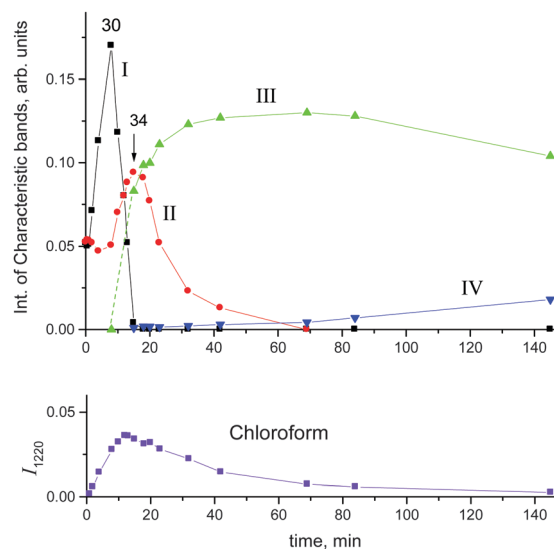 30
I
0.15
III
34
0.10
II
0.05
IV
0.00
0 20 40 60 80 100 120 140
Int. of Characteristic bands, arb. units
0.05
Chloroform
0.00
0 20 40 60 80 100 120 140
I1220
time, min